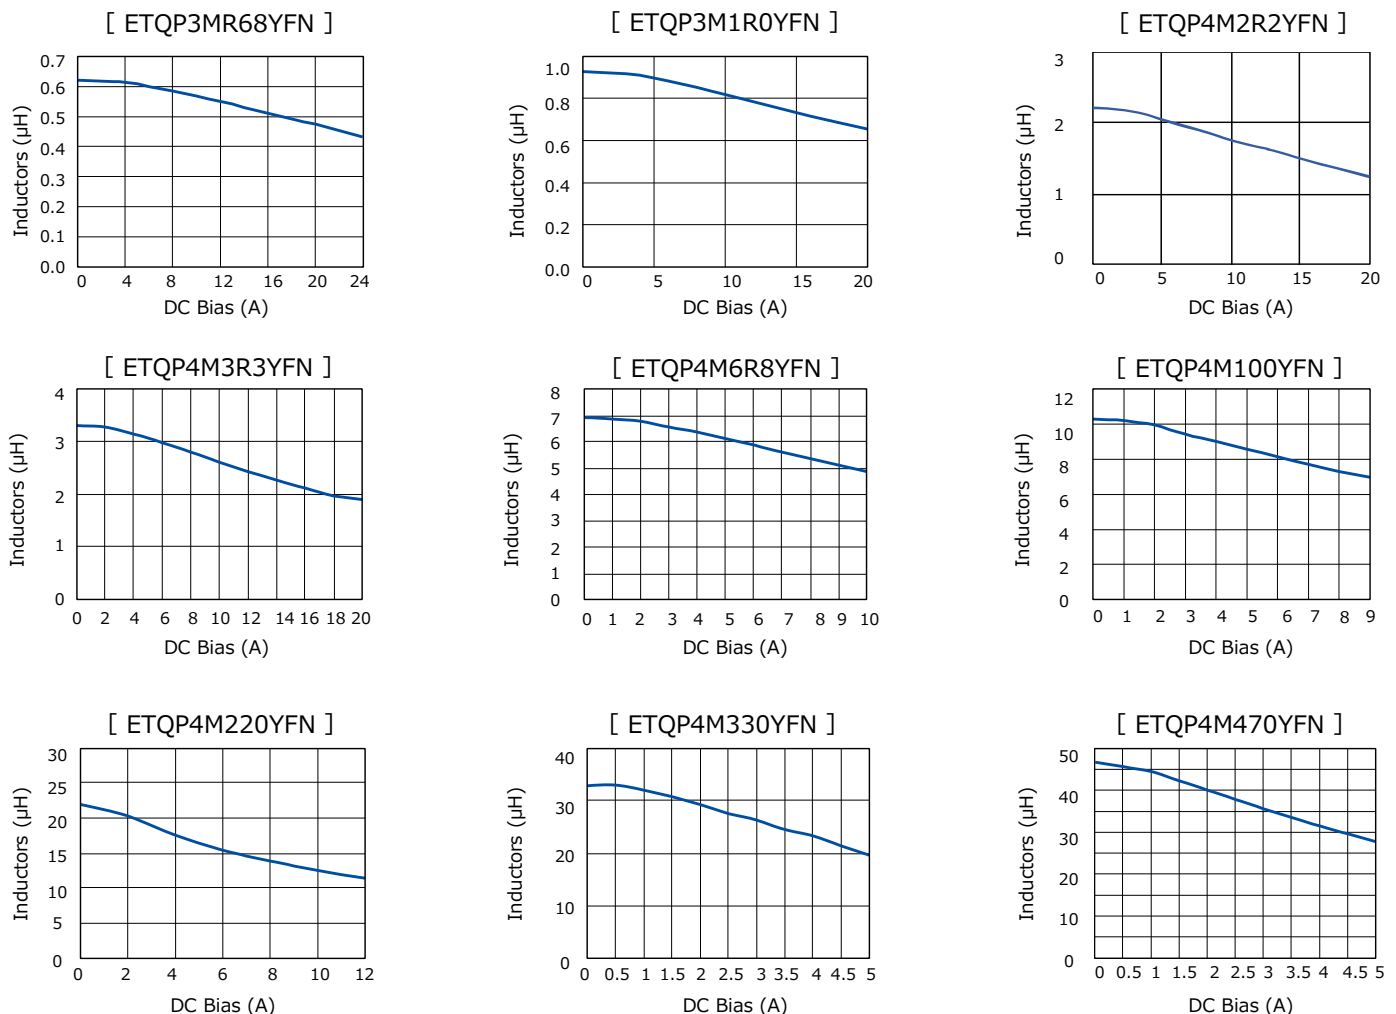 [ ETQP3MR68YFN ]
0.7
0.6
0.5
0.4
0.3
0.2
0.1
0.0
Inductors (μH)
0 4 8 12 16 20 24
DC Bias (A)
[ ETQP3M1R0YFN ]
1.0
0.8
0.6
0.4
0.2
0.0
Inductors (μH)
0 5 10 15 20
DC Bias (A)
[ ETQP4M2R2YFN ]
3
2
1
0
Inductors (μH)
0 5 10 15 20
DC Bias (A)
[ ETQP4M3R3YFN ]
4
3
2
1
0
Inductors (μH)
0 2 4 6 8 10 12 14 16 18 20
DC Bias (A)
[ ETQP4M6R8YFN ]
8
7
6
5
4
3
2
1
0
Inductors (μH)
0 1 2 3 4 5 6 7 8 9 10
DC Bias (A)
[ ETQP4M100YFN ]
12
10
8
6
4
2
0
Inductors (μH)
0 1 2 3 4 5 6 7 8 9
DC Bias (A)
[ ETQP4M220YFN ]
30
25
20
15
10
5
0
Inductors (μH)
0 2 4 6 8 10 12
DC Bias (A)
[ ETQP4M330YFN ]
40
30
20
10
0
Inductors (μH)
0 0.5 1 1.5 2 2.5 3 3.5 4 4.5 5
DC Bias (A)
[ ETQP4M470YFN ]
50
40
30
20
10
0
Inductors (μH)
0 0.5 1 1.5 2 2.5 3 3.5 4 4.5 5
DC Bias (A)